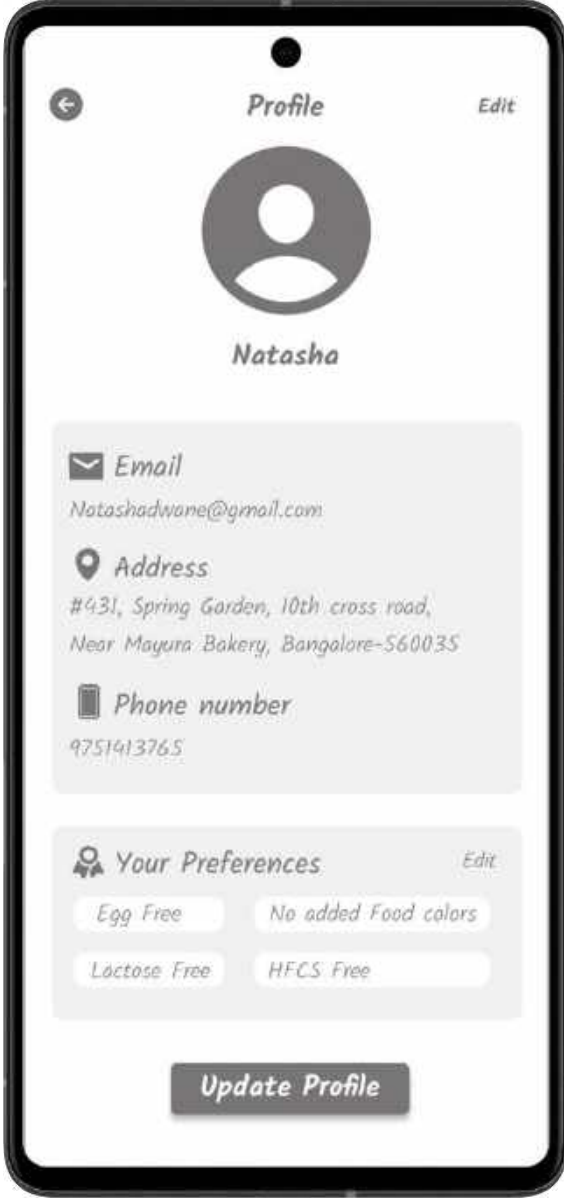 Profile
Edit
Natasha
Email
Natashadwane@gmail.com
Address
#431, Spring Garden, 10th cross road,
Near Mayura Bakery, Bangalore-560035
Phone number
9751413765
Your Preferences
Edit
Egg Free
No added Food colors
Lactose Free
HFCS Free
Update Profile